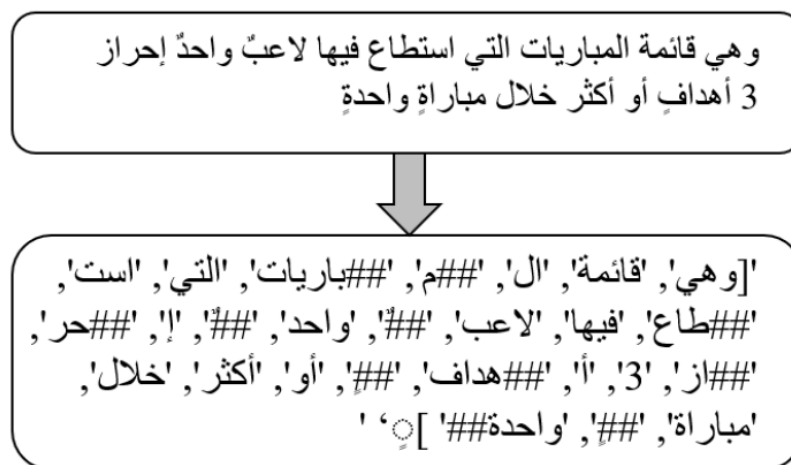 وهي قائمة المباريات التي استطاع فيها لاعبٌ واحدٌ إحراز
3 أهدافٍ أو أكثر خلال مباراةٍ واحدةٍ
'[وهي', 'قائمة', 'ال', '##م', '##باريات', 'التي', 'است',
'##طاع', 'فيها', 'لاعب', '##ٌ', 'واحد', '##ٌ', 'إ', '##حر',
'##از', '3', 'أ', '##هداف', '##ٍ', 'أو', 'أكثر', 'خلال',
'مباراة', '##ٍ', 'واحدة##' ]ٍ‘ '